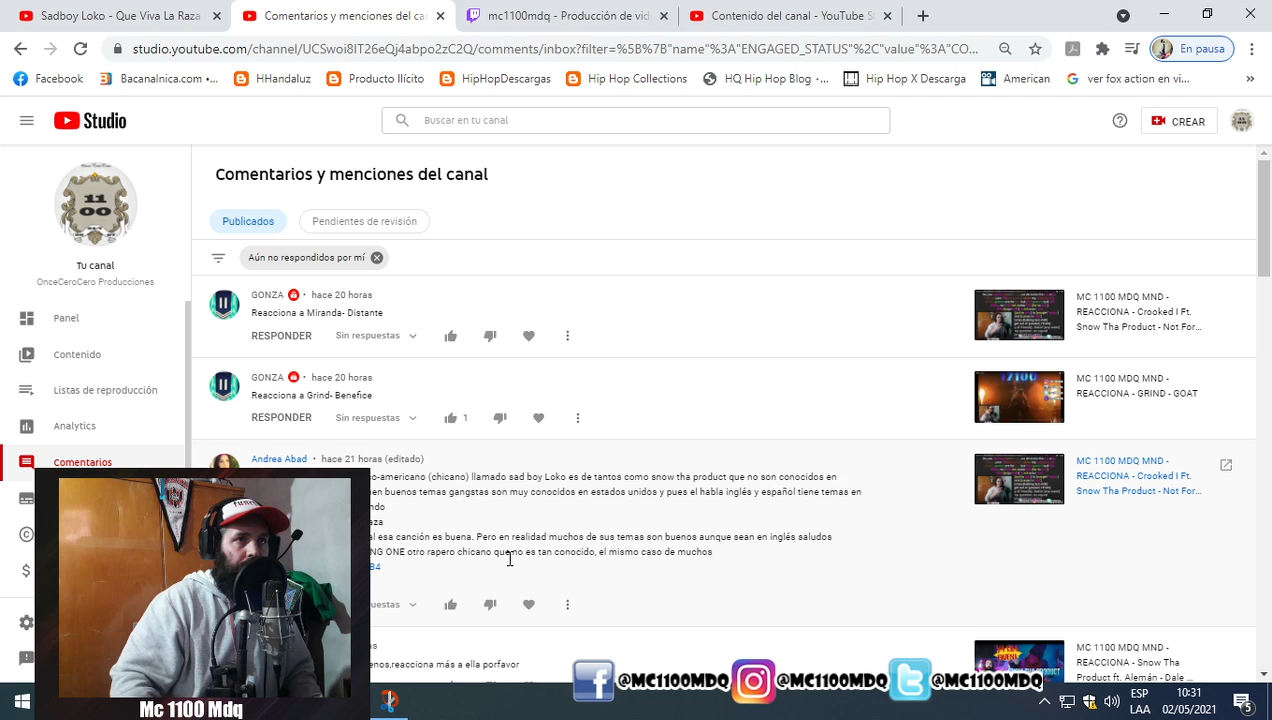 Sadboy Loko - Que Viva La Raza
Comentarios y menciones del ca
mc1100mdq - Producción de vid
Contenido del canal - YouTube S
studio.youtube.com/channel/UCSwoi8IT26eQj4abpo2zC2Q/comments/inbox?filter=%5B%7B"name"%3A"ENGAGED_STATUS"%2C"value"%3A"CO...
En pausa
Facebook
Bacanalnica.com -...
HHandaluz
Producto Ilícito
HipHopDescargas
Hip Hop Collections
HQ Hip Hop Blog -...
Hip Hop X Descarga
American
ver fox action en vi...
»
Studio
Buscar en tu canal
CREAR
1100
Comentarios y menciones del canal
Publicados
Pendientes de revisión
Aún no respondidos por mí
Tu canal
OnceCeroCero Producciones
Panel
Contenido
Listas de reproducción
Analytics
Comentarios
GONZA • hace 20 horas
Reacciona a Miranda- Distante
RESPONDER Sin respuestas
MC 1100 MDQ MND -
REACCIONA - Crooked I Ft.
Snow Tha Product - Not For...
GONZA • hace 20 horas
Reacciona a Grind- Benefice
RESPONDER Sin respuestas 1
MC 1100 MDQ MND -
REACCIONA - GRIND - GOAT
Andrea Abad • hace 21 horas (editado)
co-americano (chicano) llamado sad boy Loko es de tantos como snow tha product que no son conocidos en
en buenos temas gangstas son muy conocidos en estados unidos y pues el habla inglés y español tiene temas en
ndo
aza
al esa canción es buena. Pero en realidad muchos de sus temas son buenos aunque sean en inglés saludos
NG ONE otro rapero chicano que no es tan conocido, el mismo caso de muchos
B4
puestas
MC 1100 MDQ MND -
REACCIONA - Crooked I Ft.
Snow Tha Product - Not For...
as
enos,reacciona más a ella porfavor
MC 1100 MDQ MND -
REACCIONA - Snow Tha
Product ft. Alemán - Dale ...
Mc 1100 Mdq
@MC1100MDQ
@MC1100MDQ
@MC1100MDQ
ESP
LAA
10:31
02/05/2021
5